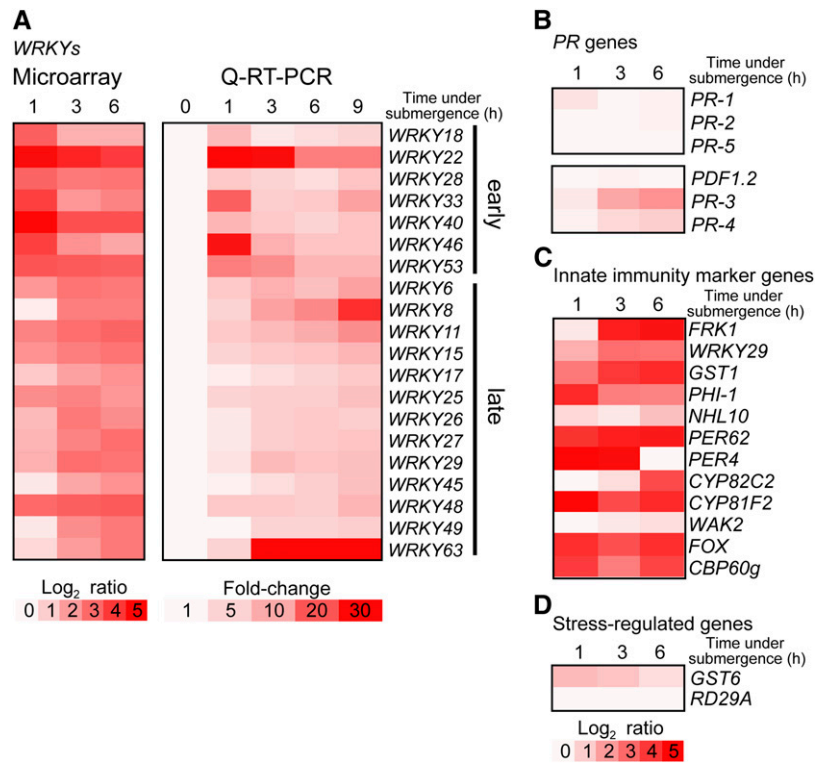 A
WRKYs
Microarray
Q-RT-PCR
1 3 6
0 1 3 6 9
Time under
submergence (h)
WRKY18
WRKY22
WRKY28
WRKY33
WRKY40
WRKY46
WRKY53
early
WRKY6
WRKY8
WRKY11
WRKY15
WRKY17
WRKY25
WRKY26
WRKY27
WRKY29
WRKY45
WRKY48
WRKY49
WRKY63
late
Log2 ratio
0 1 2 3 4 5
Fold-change
1 5 10 20 30
B
PR genes
1 3 6
Time under
submergence (h)
PR-1
PR-2
PR-5
PDF1.2
PR-3
PR-4
C
Innate immunity marker genes
1 3 6
Time under
submergence (h)
FRK1
WRKY29
GST1
PHI-1
NHL10
PER62
PER4
CYP82C2
CYP81F2
WAK2
FOX
CBP60g
D
Stress-regulated genes
1 3 6
Time under
submergence (h)
GST6
RD29A
Log2 ratio
0 1 2 3 4 5